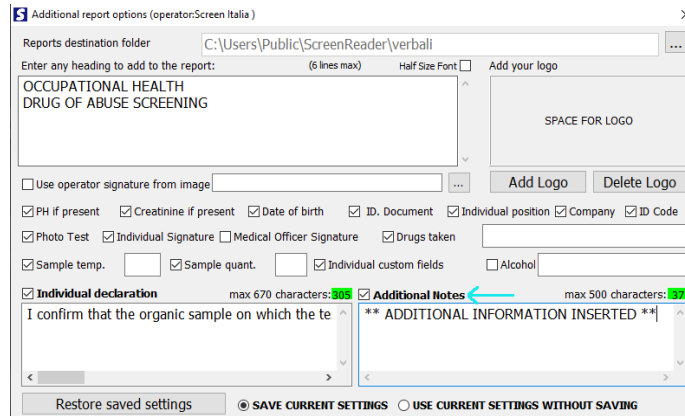 S Additional report options (operator:Screen Italia )
Reports destination folder C:\Users\Public\ScreenReader\verbali ...
Enter any heading to add to the report: (6 lines max) Half Size Font Add your logo
OCCUPATIONAL HEALTH
DRUG OF ABUSE SCREENING
SPACE FOR LOGO
Use operator signature from image ... Add Logo Delete Logo
PH if present Creatinine if present Date of birth ID. Document Individual position Company ID Code
Photo Test Individual Signature Medical Officer Signature Drugs taken
Sample temp. Sample quant. Individual custom fields Alcohol
Individual declaration max 670 characters: 305 Additional Notes max 500 characters: 37
I confirm that the organic sample on which the te ** ADDITIONAL INFORMATION INSERTED **
Restore saved settings SAVE CURRENT SETTINGS USE CURRENT SETTINGS WITHOUT SAVING